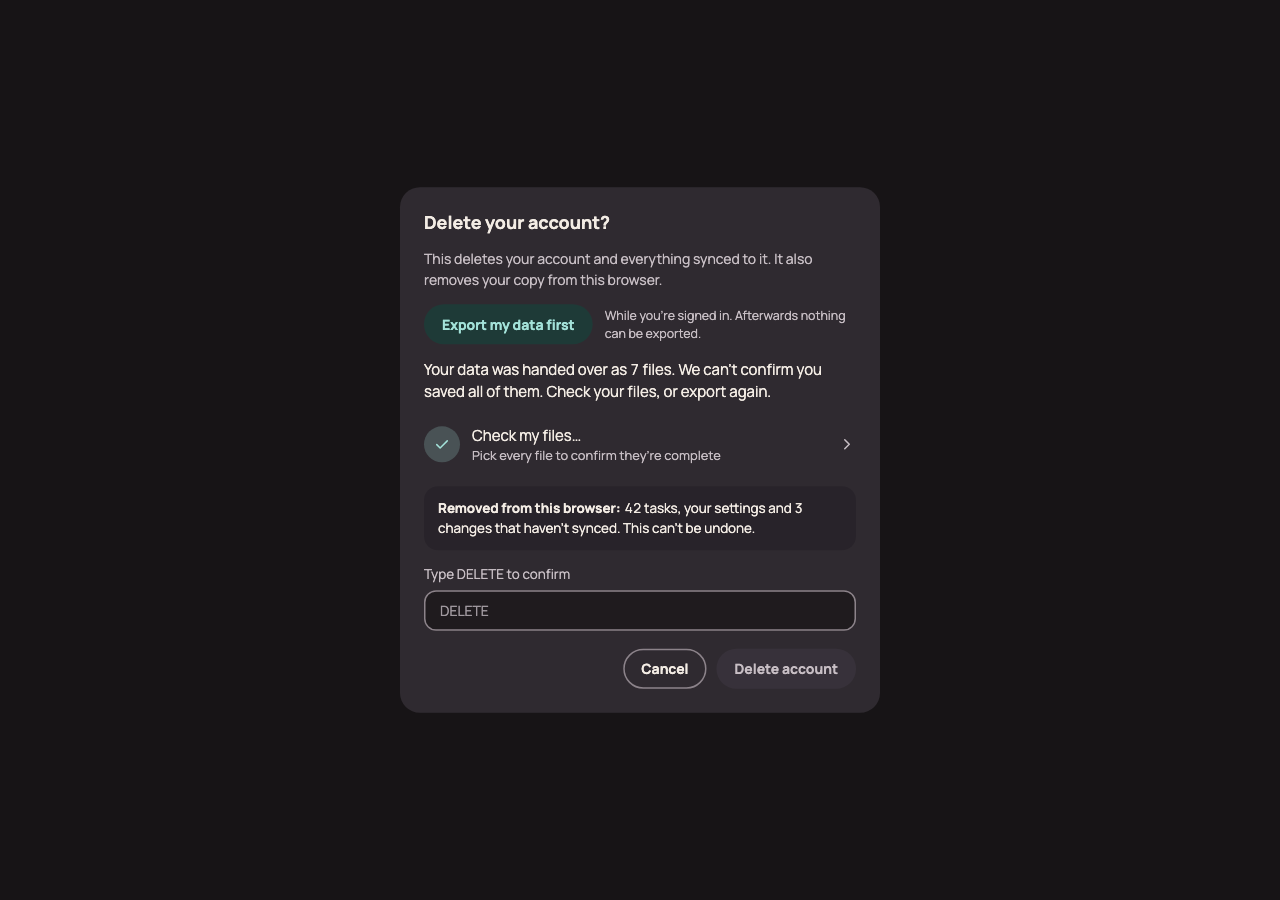 Delete your account?
This deletes your account and everything synced to it. It also
removes your copy from this browser.
Export my data first
While you're signed in. Afterwards nothing
can be exported.
Your data was handed over as 7 files. We can't confirm you
saved all of them. Check your files, or export again.
Check my files…
Pick every file to confirm they're complete
Removed from this browser: 42 tasks, your settings and 3
changes that haven't synced. This can't be undone.
Type DELETE to confirm
DELETE
Cancel
Delete account